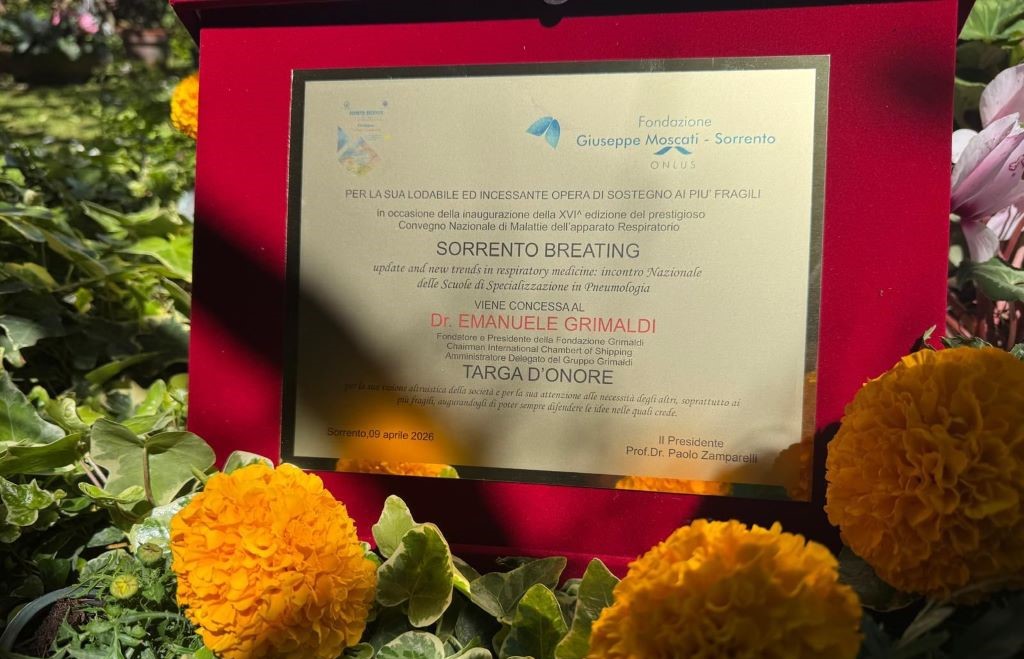 Fondazione
Giuseppe Moscati - Sorrento
ONLUS
PER LA SUA LODABILE ED INCESSANTE OPERA DI SOSTEGNO AI PIU' FRAGILI
in occasione della inaugurazione della XVI^ edizione del prestigioso
Convegno Nazionale di Malattie dell'apparato Respiratorio
SORRENTO BREATING
update and new trends in respiratory medicine: incontro Nazionale
delle Scuole di Specializzazione in Pneumologia
VIENE CONCESSA AL
Dr. EMANUELE GRIMALDI
Fondatore e Presidente della Fondazione Grimaldi
Chairman International Chambert of Shipping
Amministratore Delegato del Gruppo Grimaldi
TARGA D'ONORE
per la sua visione altruistica della società e per la sua attenzione alle necessità degli altri, soprattutto ai
più fragili, augurandogli di poter sempre difendere le idee nelle quali crede.
Sorrento,09 aprile 2026
Il Presidente
Prof.Dr. Paolo Zamparelli